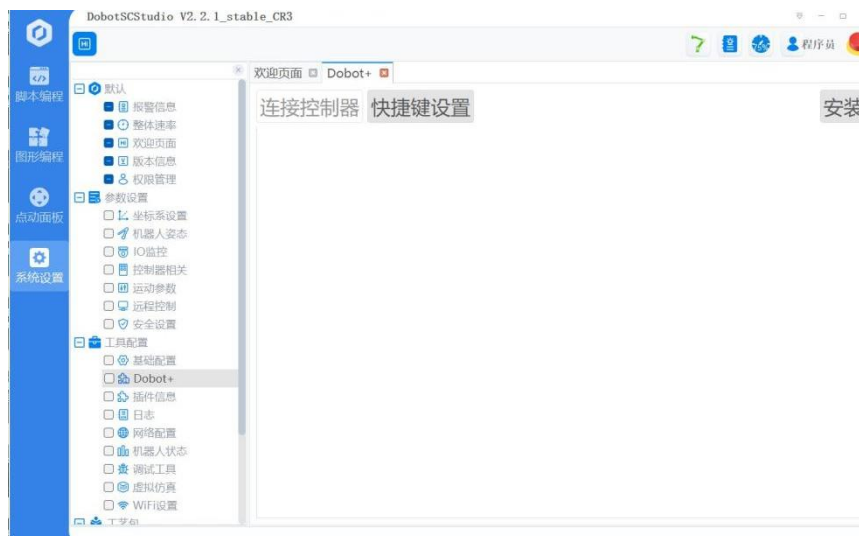 DobotSCStudio V2.2.1_stable_CR3
程序员
脚本编程
图形编程
点动面板
系统设置
默认
报警信息
整体速率
欢迎页面
版本信息
权限管理
参数设置
坐标系设置
机器人姿态
IO监控
控制器相关
运动参数
远程控制
安全设置
工具配置
基础配置
Dobot+
插件信息
日志
网络配置
机器人状态
调试工具
虚拟仿真
WiFi设置
工艺包
欢迎页面 Dobot+
连接控制器 快捷键设置 安装